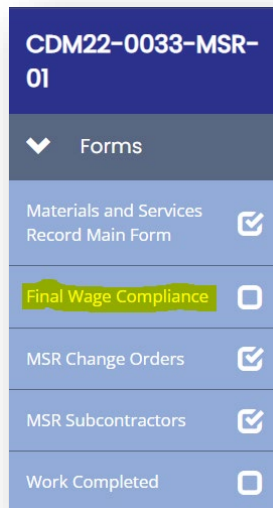 CDM22-0033-MSR-
01
Forms
Materials and Services
Record Main Form
Final Wage Compliance
MSR Change Orders
MSR Subcontractors
Work Completed